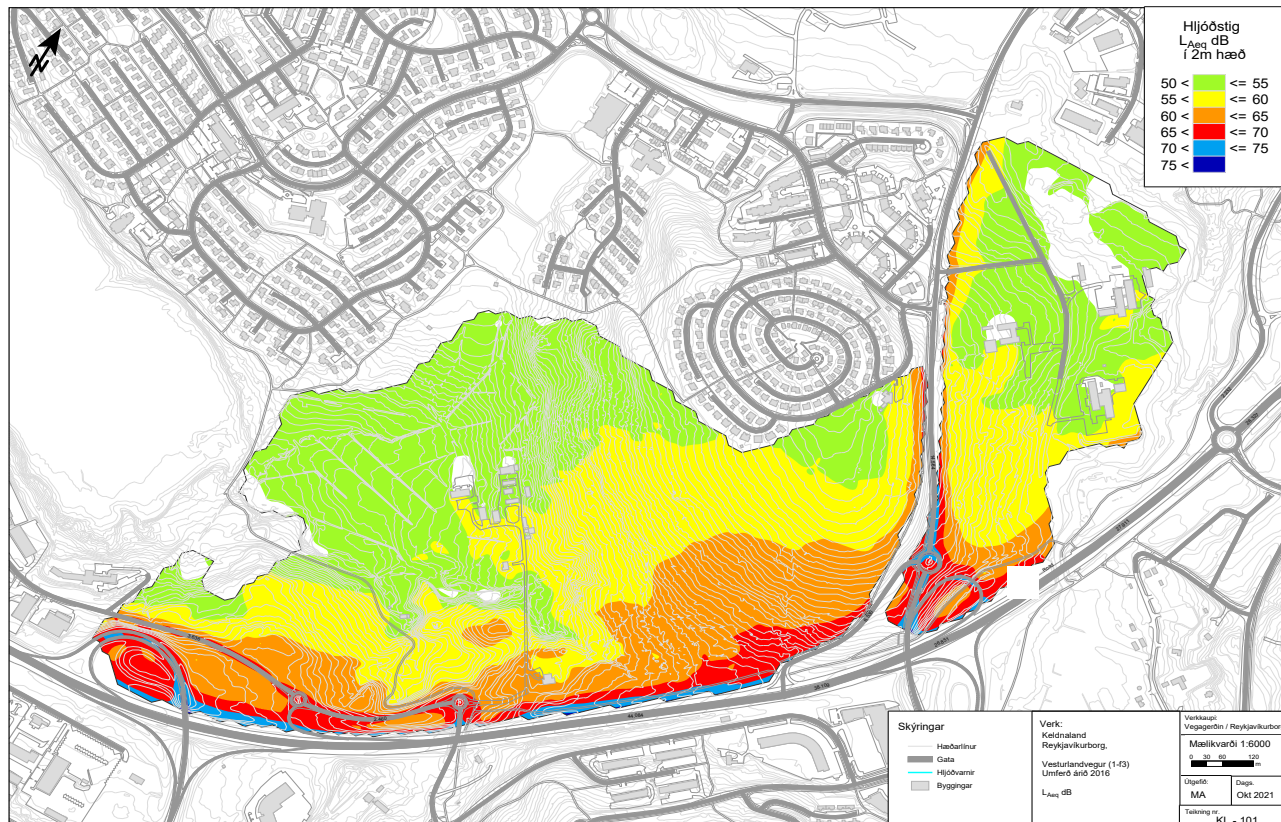 N
Hljóðstig
LAeq dB
í 2m hæð
50 < <= 55
55 < <= 60
60 < <= 65
65 < <= 70
70 < <= 75
75 <
Skýringar
Hæðarlínur
Gata
Hljóðvarnir
Byggingar
Verk:
Keldnaland
Reykjavíkurborg,
Vesturlandvegur (1-f3)
Umferð árið 2016
LAeq dB
Verkkaupi:
Vegagerðin / Reykjavíkurborg
Mælikvarði 1:6000
0 30 60 120
m
Útgefið:
MA
Dags.
Okt 2021
Teikning nr.
KL - 101